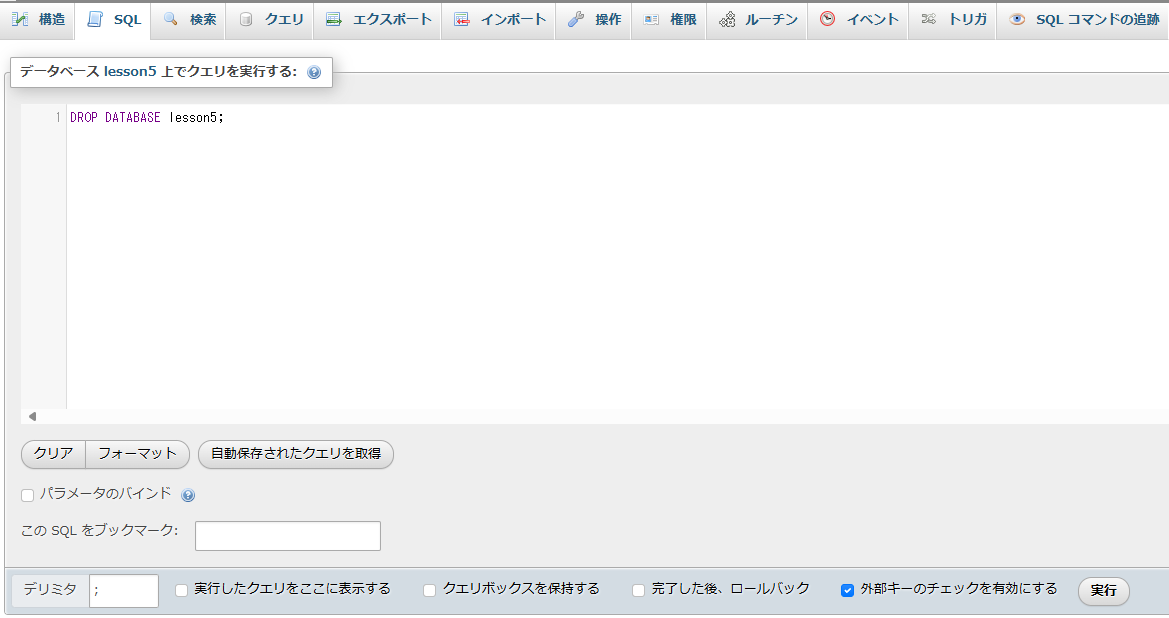 構造 SQL 検索 クエリ エクスポート インポート 操作 権限 ルーチン イベント トリガ SQL コマンドの追跡
データベース lesson5 上でクエリを実行する:
1 DROP DATABASE lesson5;
クリア フォーマット 自動保存されたクエリを取得
パラメータのバインド
この SQL をブックマーク:
デリミタ ; 実行したクエリをここに表示する クエリボックスを保持する 完了した後、ロールバック 外部キーのチェックを有効にする 実行